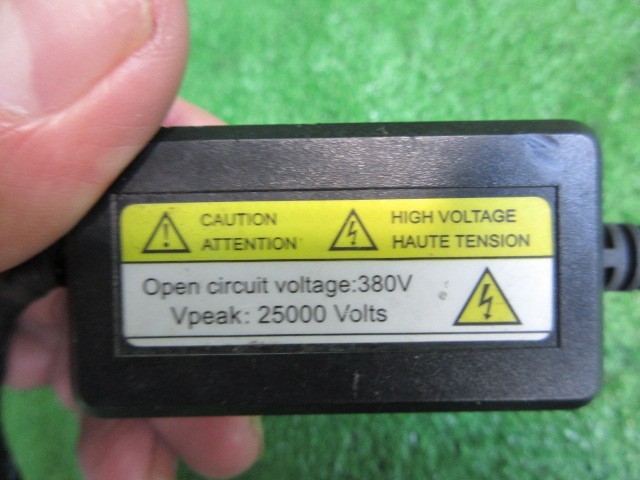 CAUTION HIGH VOLTAGE
ATTENTION HAUTE TENSION
Open circuit voltage:380V
Vpeak: 25000 Volts